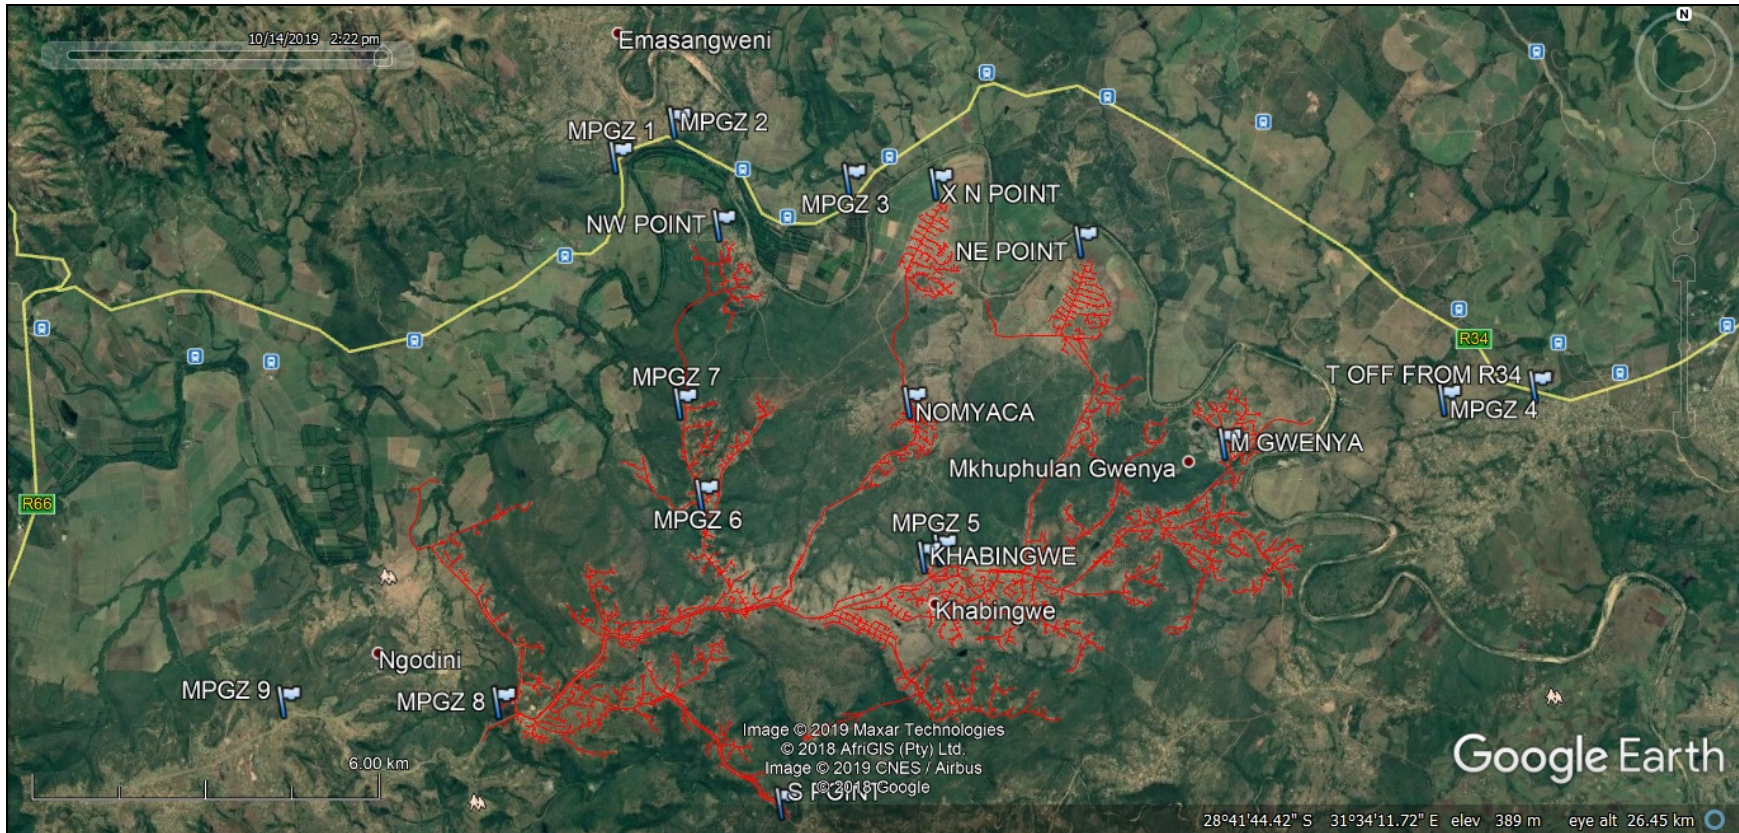 10/14/2019 2:22 pm
N
Emasangweni
MPGZ 1
MPGZ 2
MPGZ 3
X N POINT
NW POINT
NE POINT
R34
MPGZ 7
T OFF FROM R34
NOMYACA
MPGZ 4
M GWENYA
Mkhuphulan Gwenya
R66
MPGZ 6
MPGZ 5
KHABINGWE
Khabingwe
Ngodini
MPGZ 9
MPGZ 8
Image © 2019 Maxar Technologies
© 2018 AfriGIS (Pty) Ltd.
Image © 2019 CNES / Airbus
© 2018 Google
S POINT
6.00 km
Google Earth
28°41'44.42" S 31°34'11.72" E elev 389 m eye alt 26.45 km